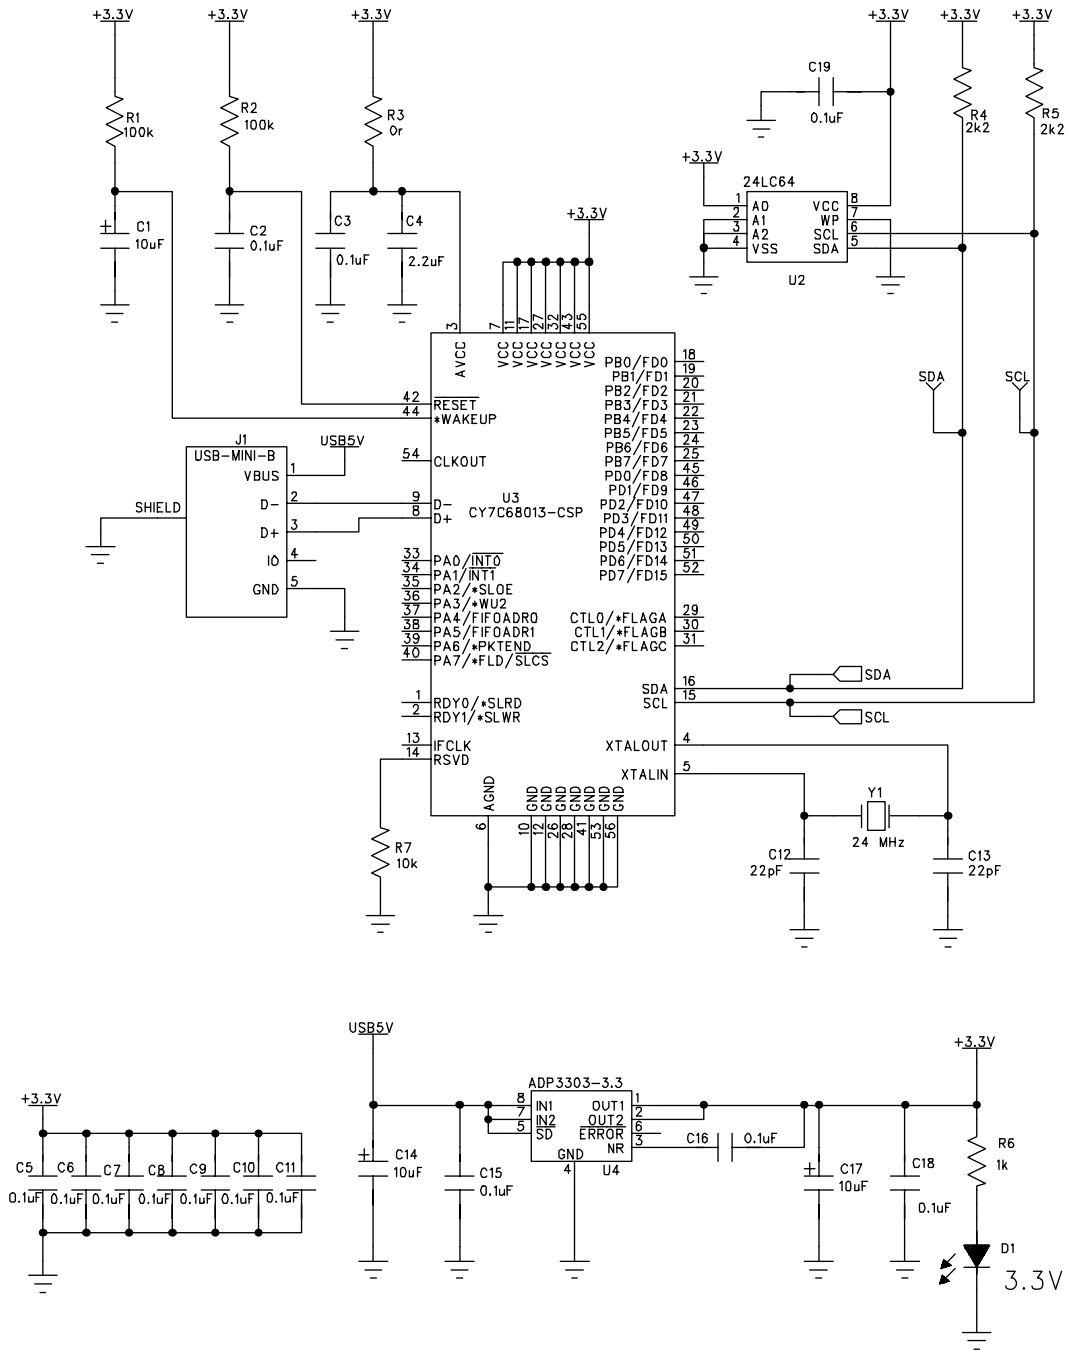 +3.3V
+3.3V
+3.3V
+3.3V
+3.3V
+3.3V
R1
100k
R2
100k
R3
0r
C19
0.1uF
R4
2k2
R5
2k2
+3.3V
24LC64
1 A0 VCC 8
2 A1 WP 7
3 A2 SCL 6
4 VSS SDA 5
U2
+ C1
10uF
C2
0.1uF
C3
0.1uF
C4
2.2uF
+3.3V
3 7 11 17 27 32 43 55
AVCC VCC VCC VCC VCC VCC VCC VCC
42 RESET
44 *WAKEUP
54 CLKOUT
9 D-
8 D+
U3
CY7C68013-CSP
33 PA0/INT0
34 PA1/INT1
35 PA2/*SLOE
36 PA3/*WU2
37 PA4/FIFOADR0
38 PA5/FIFOADR1
39 PA6/*PKTEND
40 PA7/*FLD/SLCS
1 RDY0/*SLRD
2 RDY1/*SLWR
13 IFCLK
14 RSVD
PB0/FD0 18
PB1/FD1 19
PB2/FD2 20
PB3/FD3 21
PB4/FD4 22
PB5/FD5 23
PB6/FD6 24
PB7/FD7 25
PD0/FD8 45
PD1/FD9 46
PD2/FD10 47
PD3/FD11 48
PD4/FD12 49
PD5/FD13 50
PD6/FD14 51
PD7/FD15 52
CTL0/*FLAGA 29
CTL1/*FLAGB 30
CTL2/*FLAGC 31
SDA 16
SCL 15
XTALOUT 4
XTALIN 5
AGND GND GND GND GND GND GND GND
6 10 12 26 28 41 53 56
J1
USB-MINI-B
USB5V
VBUS 1
D- 2
D+ 3
IO 4
GND 5
SHIELD
SDA
SCL
SDA
SCL
R7
10k
Y1
24 MHz
C12
22pF
C13
22pF
+3.3V
C5
0.1uF
C6
0.1uF
C7
0.1uF
C8
0.1uF
C9
0.1uF
C10
0.1uF
C11
0.1uF
USB5V
+ C14
10uF
C15
0.1uF
ADP3303-3.3
8 IN1 OUT1 1
7 IN2 OUT2 2
5 SD ERROR 6
NR 3
GND
4
U4
C16
0.1uF
+ C17
10uF
C18
0.1uF
+3.3V
R6
1k
D1
3.3V